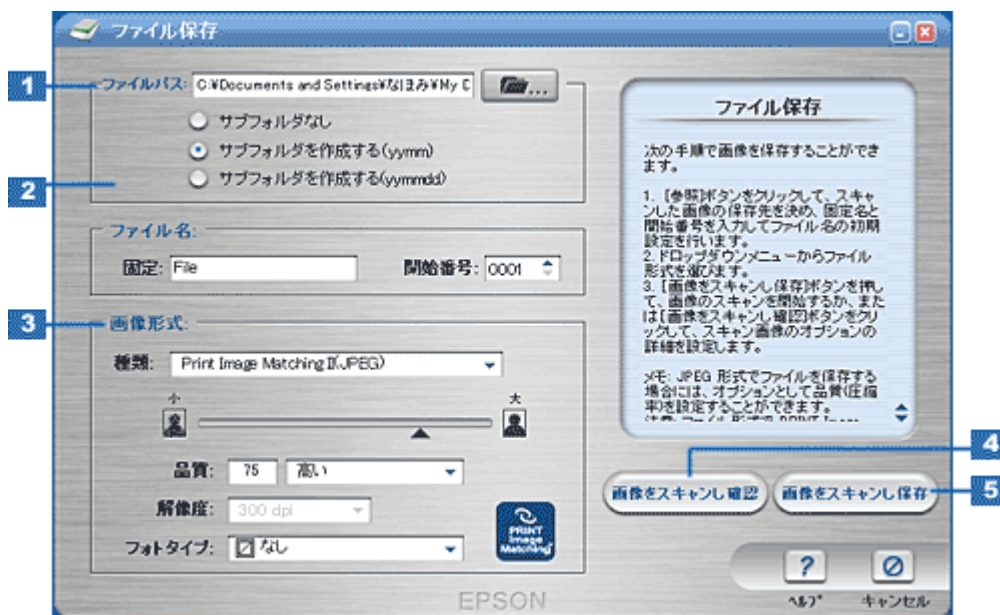 ファイル保存
1
ファイルパス: C:¥Documents and Settings¥なほみ¥My D
...
サブフォルダなし
サブフォルダを作成する(yymm)
2
サブフォルダを作成する(yymmdd)
ファイル名:
固定: File 開始番号: 0001
3
画像形式:
種類: Print Image Matching II(JPEG)
小 大
品質: 75 高い
解像度: 300 dpi
フォトタイプ: なし
PRINT
Image
Matching
EPSON
ファイル保存
次の手順で画像を保存することができ
ます。
1. [参照]ボタンをクリックして、スキャ
ンした画像の保存先を決め、固定名と
開始番号を入力してファイル名の初期
設定を行います。
2. ドロップダウンメニューからファイル
形式を選びます。
3. [画像をスキャンし保存]ボタンを押し
て、画像のスキャンを開始するか、また
は[画像をスキャンし確認]ボタンをクリ
ックして、スキャン画像のオプションの
詳細を設定します。
メモ: JPEG 形式でファイルを保存する
場合には、オプションとして品質(圧縮
率)を設定することができます。
4
画像をスキャンし確認 画像をスキャンし保存 5
?
ヘルプ キャンセル